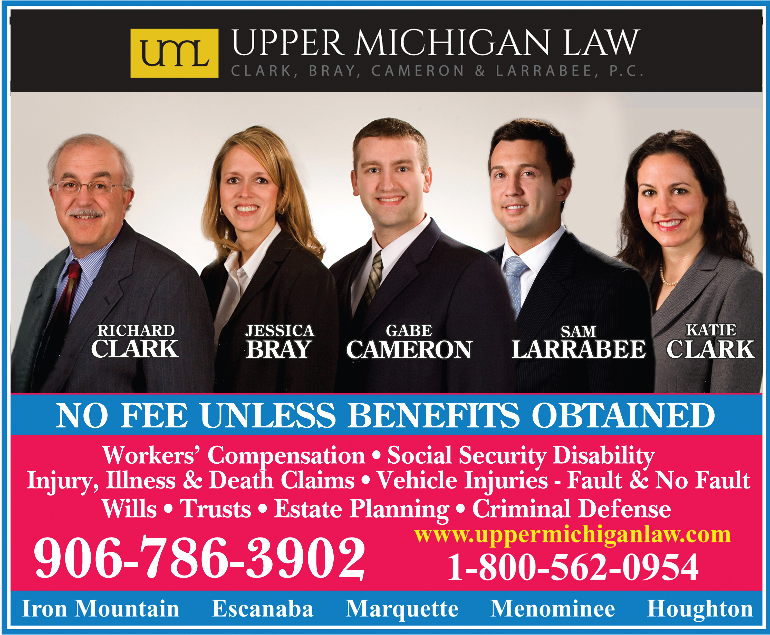 uml UPPER MICHIGAN LAW
CLARK, BRAY, CAMERON & LARRABEE, P.C.
RICHARD CLARK
JESSICA BRAY
GABE CAMERON
SAM LARRABEE
KATIE CLARK
NO FEE UNLESS BENEFITS OBTAINED
Workers' Compensation • Social Security Disability
Injury, Illness & Death Claims • Vehicle Injuries - Fault & No Fault
Wills • Trusts • Estate Planning • Criminal Defense
www.uppermichiganlaw.com
906-786-3902 1-800-562-0954
Iron Mountain Escanaba Marquette Menominee Houghton